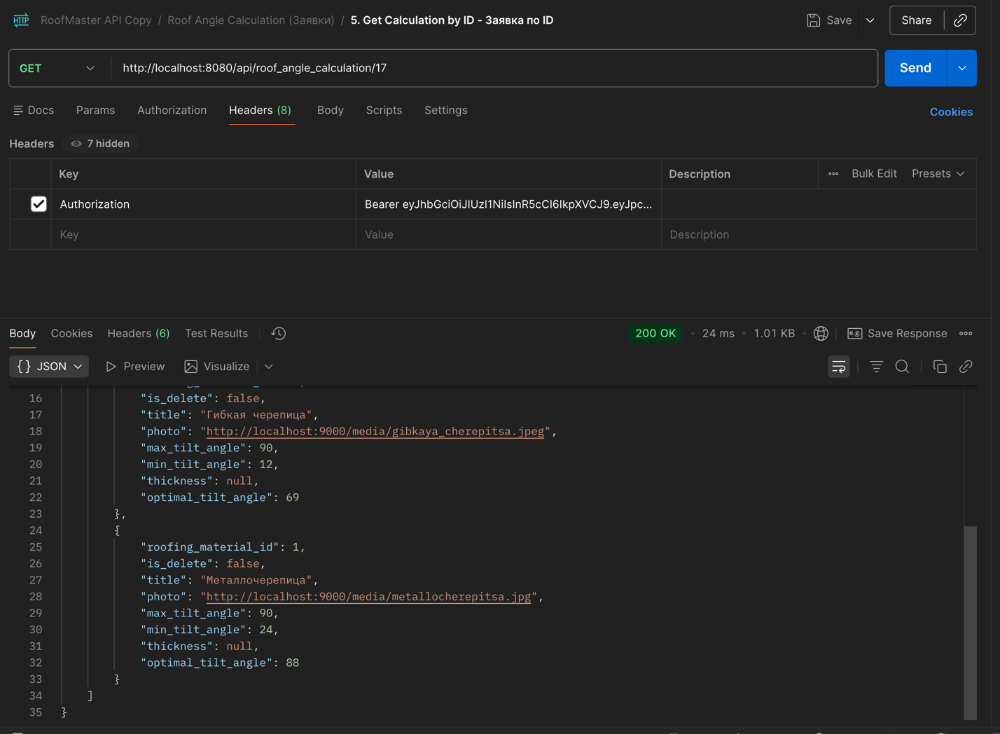 HTTP RoofMaster API Copy / Roof Angle Calculation (Заявки) / 5. Get Calculation by ID - Заявка по ID Save Share
GET http://localhost:8080/api/roof_angle_calculation/17 Send
Docs Params Authorization Headers (8) Body Scripts Settings Cookies
Headers 7 hidden
Key Value Description Bulk Edit Presets
Authorization Bearer eyJhbGciOiJIUzI1NiIsInR5cCI6IkpXVCJ9.eyJpc...
Key Value Description
Body Cookies Headers (6) Test Results 200 OK • 24 ms • 1.01 KB • e.g. Save Response
{} JSON Preview Visualize
16 "is_delete": false,
17 "title": "Гибкая черепица",
18 "photo": "http://localhost:9000/media/gibkaya_cherepitsa.jpeg",
19 "max_tilt_angle": 90,
20 "min_tilt_angle": 12,
21 "thickness": null,
22 "optimal_tilt_angle": 69
23 },
24 {
25 "roofing_material_id": 1,
26 "is_delete": false,
27 "title": "Металлочерепица",
28 "photo": "http://localhost:9000/media/metallocherepitsa.jpg",
29 "max_tilt_angle": 90,
30 "min_tilt_angle": 24,
31 "thickness": null,
32 "optimal_tilt_angle": 88
33 }
34 ]
35 }